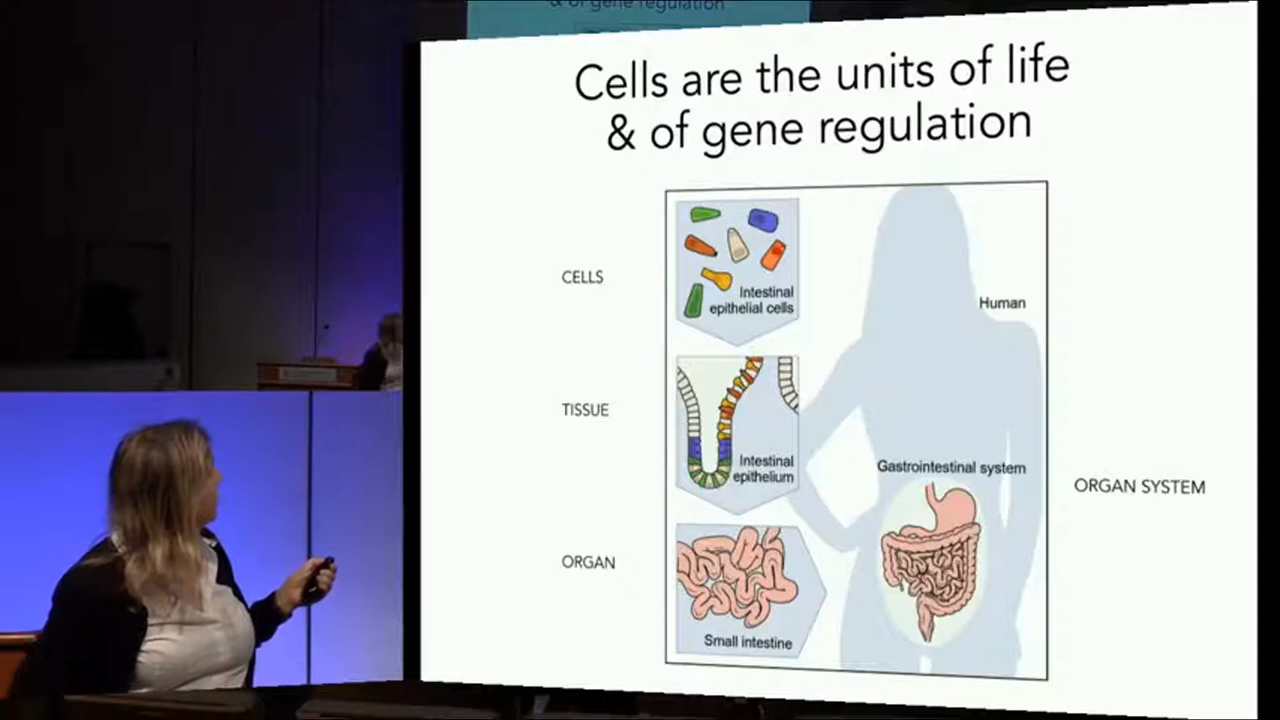 & of gene regulation
Cells are the units of life
& of gene regulation
CELLS
Intestinal
epithelial cells
Human
TISSUE
Intestinal
epithelium
Gastrointestinal system
ORGAN SYSTEM
ORGAN
Small intestine